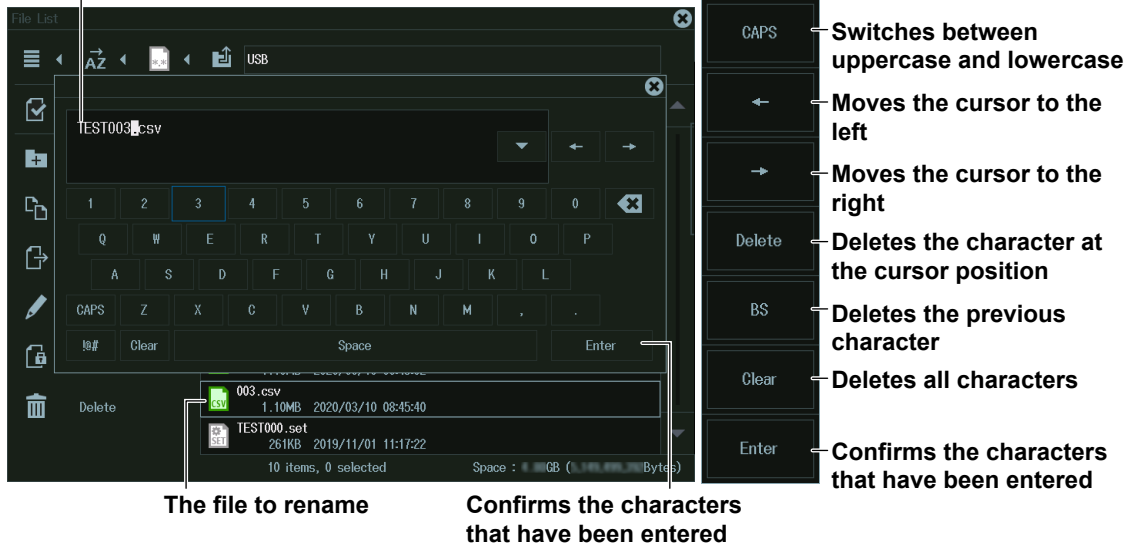 File List
AZ
*.*
USB
TEST003.csv
1 2 3 4 5 6 7 8 9 0
Q W E R T Y U I O P
A S D F G H J K L
CAPS Z X C V B N M , .
!@# Clear Space Enter
003.csv
CSV
1.10MB 2020/03/10 08:45:40
Delete
TEST000.set
SET
261KB 2019/11/01 11:17:22
10 items, 0 selected Space : GB ( Bytes)
The file to rename
Confirms the characters
that have been entered
CAPS
Switches between
uppercase and lowercase
←
Moves the cursor to the
left
→
Moves the cursor to the
right
Delete
Deletes the character at
the cursor position
BS
Deletes the previous
character
Clear
Deletes all characters
Enter
Confirms the characters
that have been entered